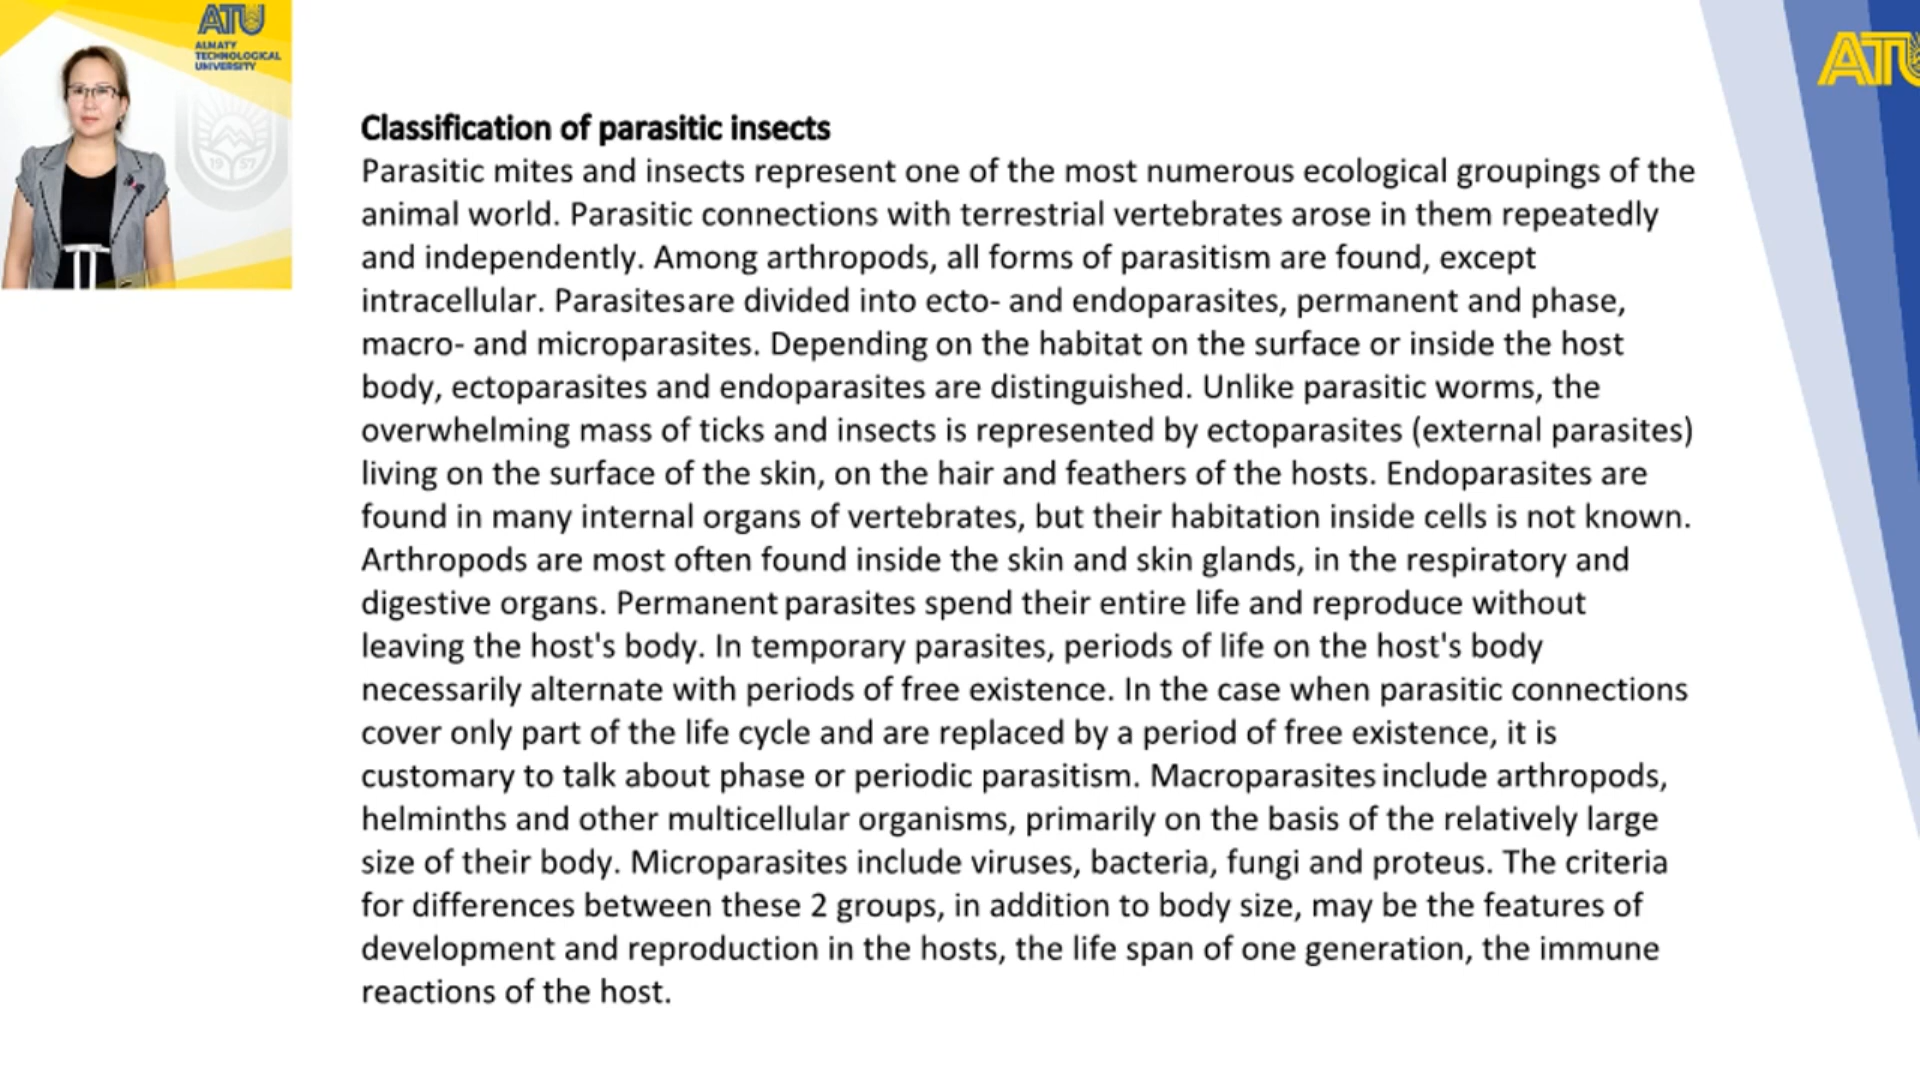 ATU
ALMATY
TECHNOLOGICAL
UNIVERSITY
1957
ATU
Classification of parasitic insects
Parasitic mites and insects represent one of the most numerous ecological groupings of the
animal world. Parasitic connections with terrestrial vertebrates arose in them repeatedly
and independently. Among arthropods, all forms of parasitism are found, except
intracellular. Parasites are divided into ecto- and endoparasites, permanent and phase,
macro- and microparasites. Depending on the habitat on the surface or inside the host
body, ectoparasites and endoparasites are distinguished. Unlike parasitic worms, the
overwhelming mass of ticks and insects is represented by ectoparasites (external parasites)
living on the surface of the skin, on the hair and feathers of the hosts. Endoparasites are
found in many internal organs of vertebrates, but their habitation inside cells is not known.
Arthropods are most often found inside the skin and skin glands, in the respiratory and
digestive organs. Permanent parasites spend their entire life and reproduce without
leaving the host's body. In temporary parasites, periods of life on the host's body
necessarily alternate with periods of free existence. In the case when parasitic connections
cover only part of the life cycle and are replaced by a period of free existence, it is
customary to talk about phase or periodic parasitism. Macroparasites include arthropods,
helminths and other multicellular organisms, primarily on the basis of the relatively large
size of their body. Microparasites include viruses, bacteria, fungi and proteus. The criteria
for differences between these 2 groups, in addition to body size, may be the features of
development and reproduction in the hosts, the life span of one generation, the immune
reactions of the host.